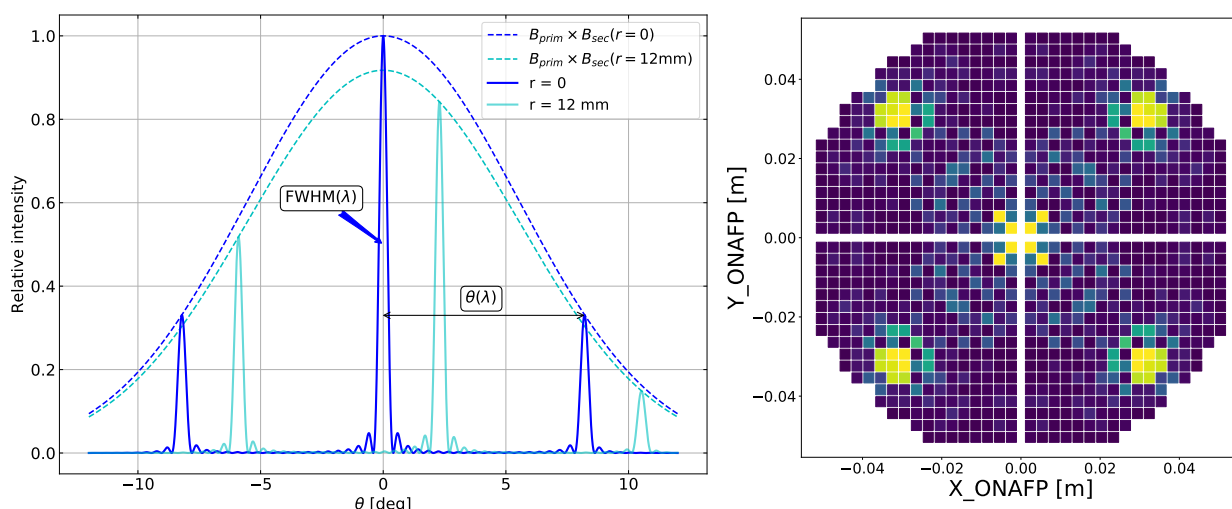 1.0
0.8
0.6
0.4
0.2
0.0
Relative intensity
B_prim × B_sec(r = 0)
B_prim × B_sec(r = 12mm)
r = 0
r = 12 mm
FWHM(λ)
θ(λ)
−10 −5 0 5 10
θ [deg]
0.04
0.02
0.00
−0.02
−0.04
Y_ONAFP [m]
−0.04 −0.02 0.00 0.02 0.04
X_ONAFP [m]